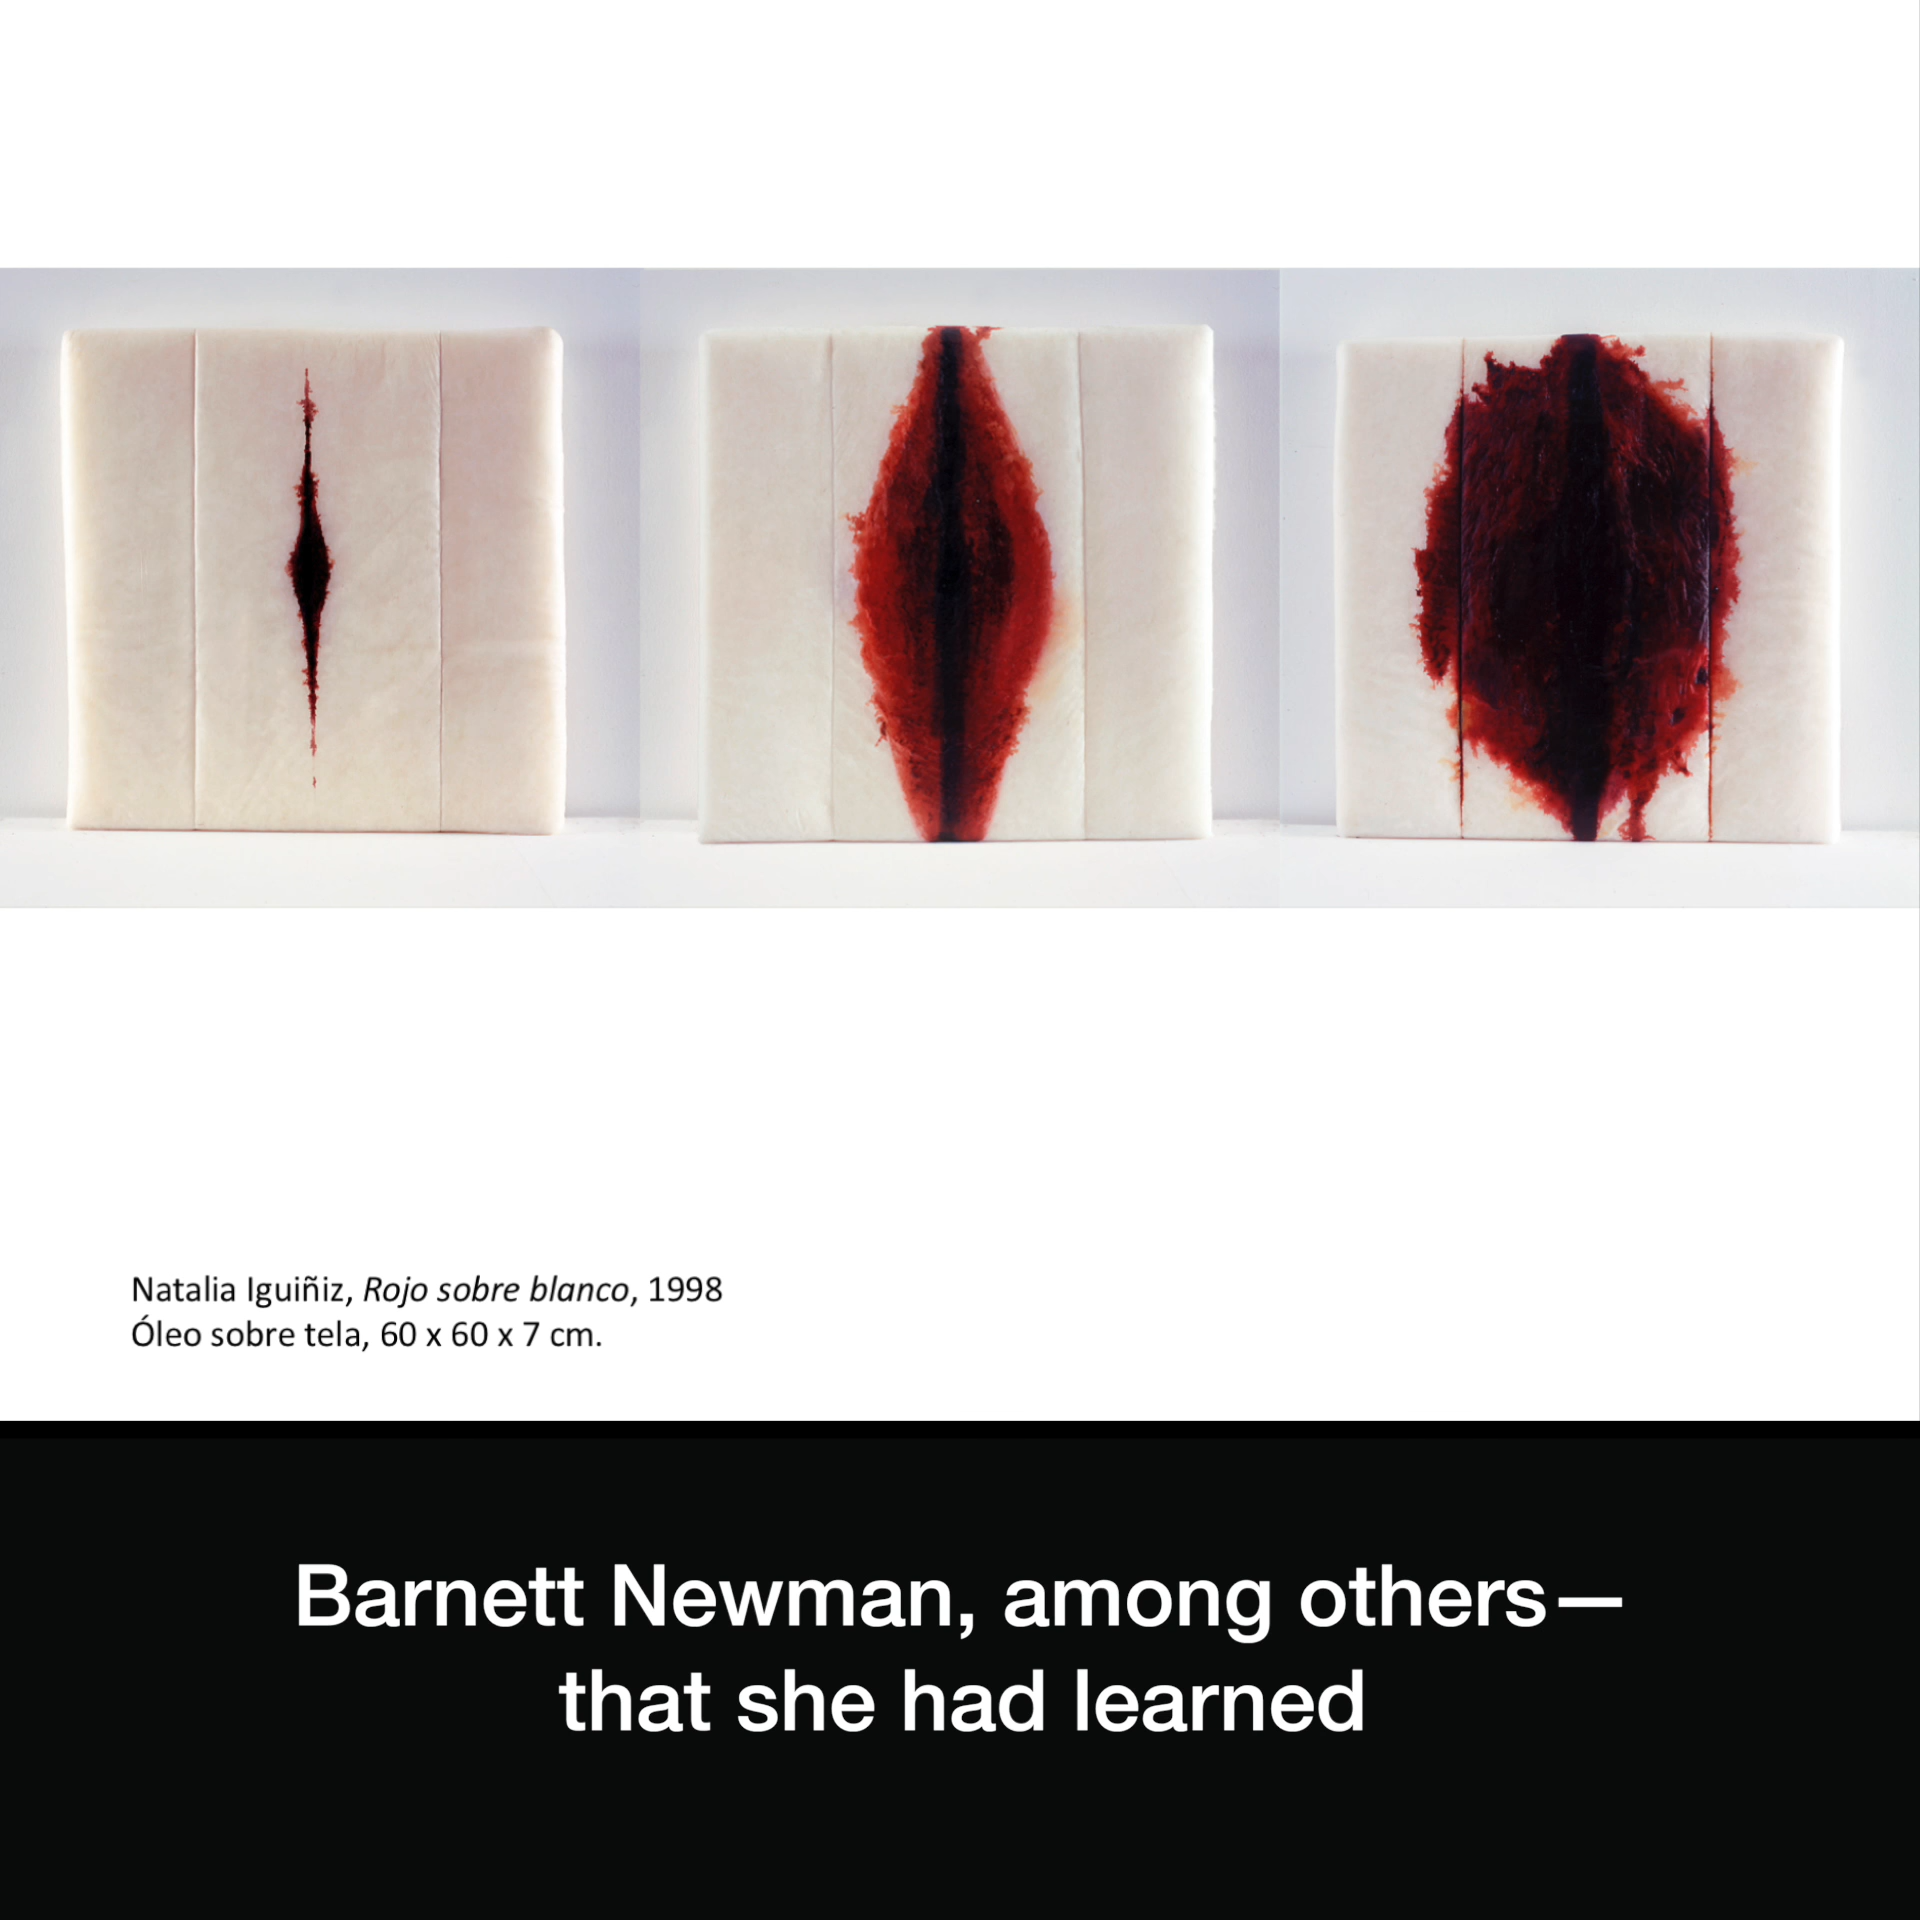 Natalia Iguiñiz, Rojo sobre blanco, 1998
Óleo sobre tela, 60 x 60 x 7 cm.
Barnett Newman, among others—
that she had learned